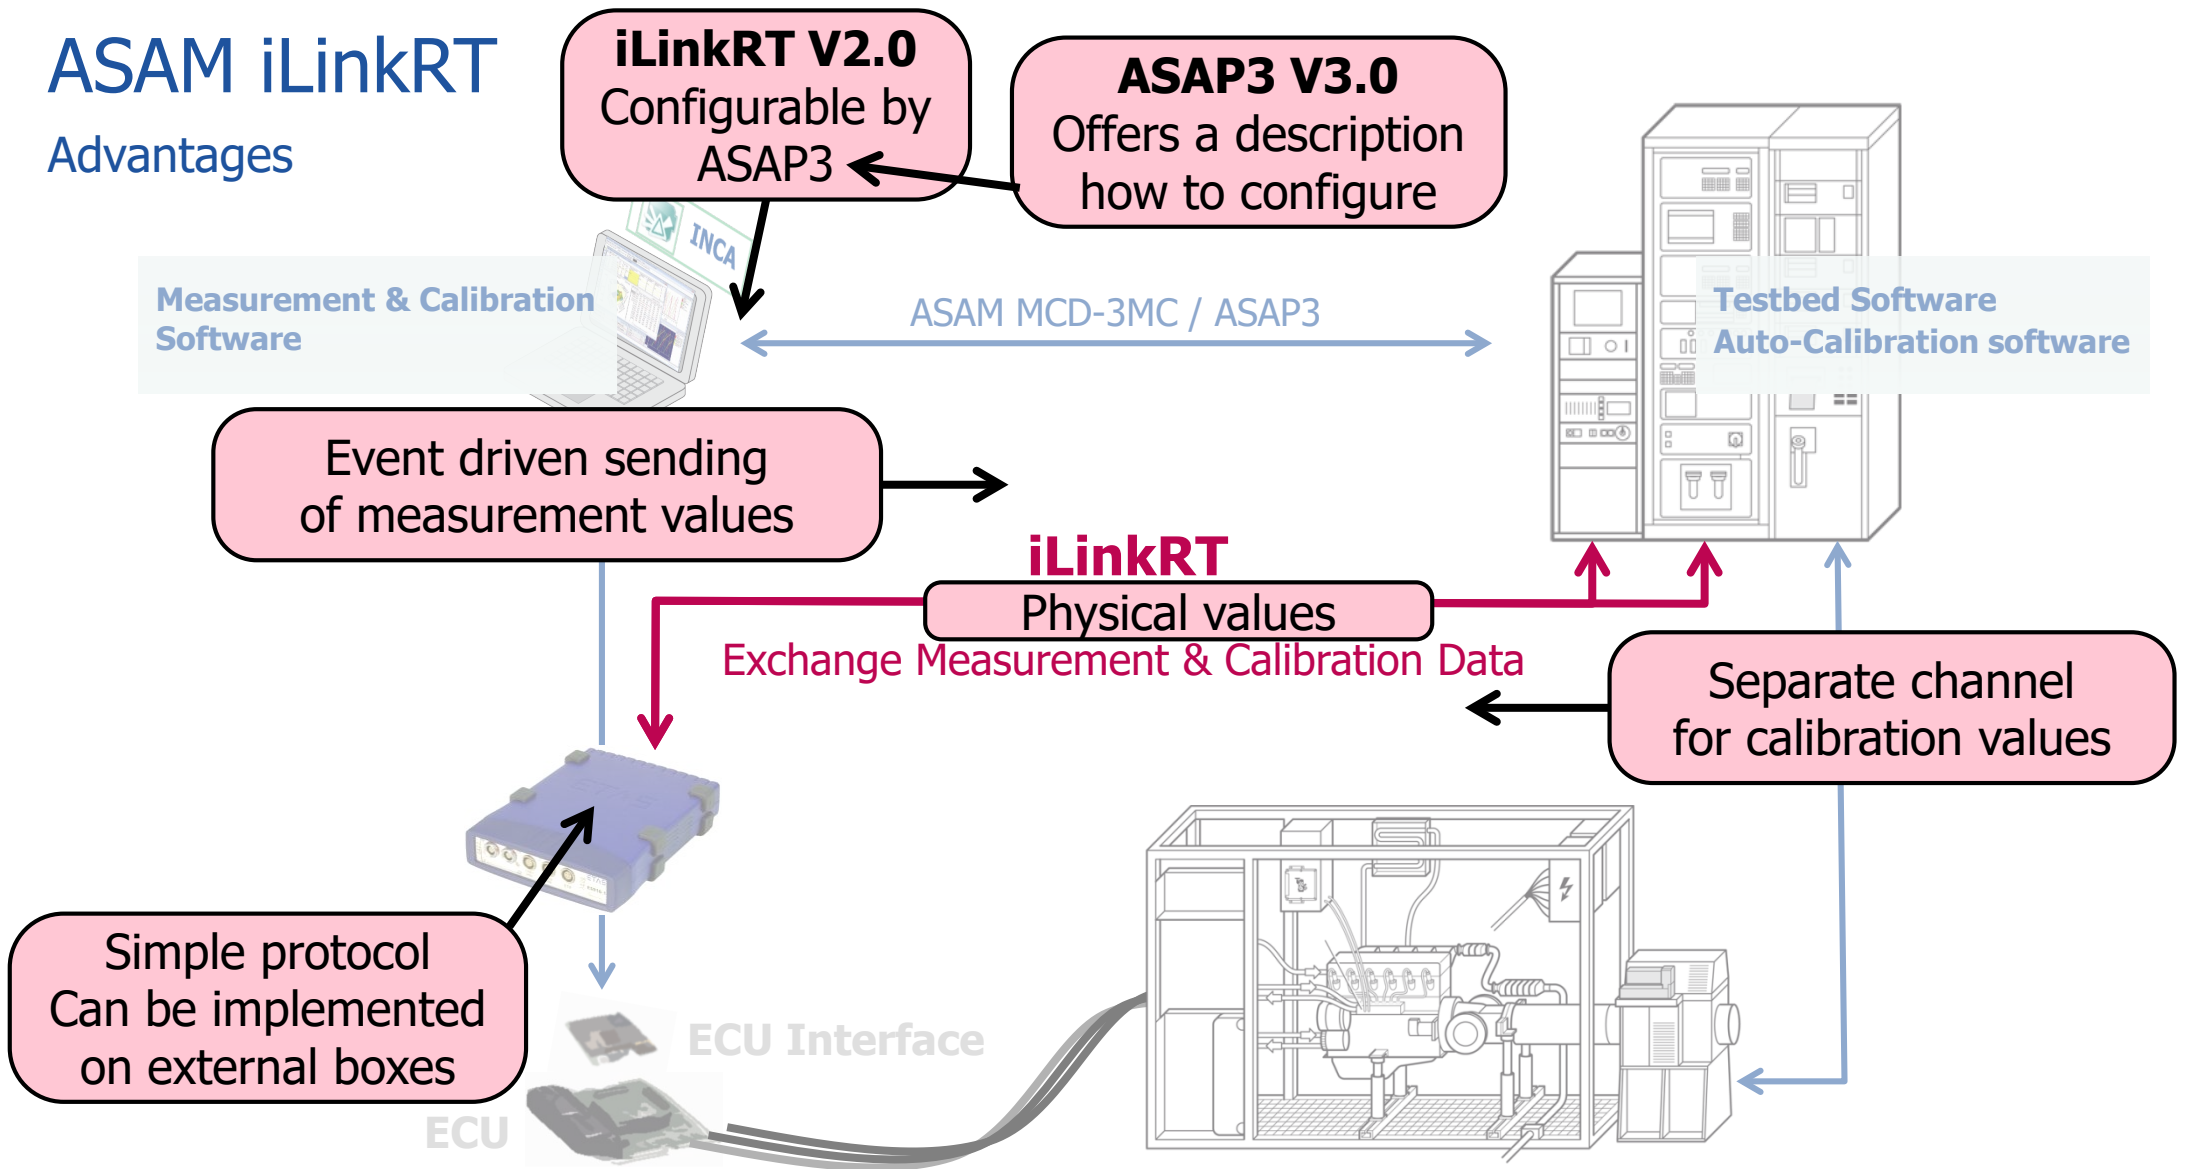 ASAM iLinkRT
Advantages
iLinkRT V2.0
Configurable by
ASAP3
ASAP3 V3.0
Offers a description
how to configure
INCA
Measurement & Calibration
Software
ASAM MCD-3MC / ASAP3
Testbed Software
Auto-Calibration software
Event driven sending
of measurement values
iLinkRT
Physical values
Exchange Measurement & Calibration Data
Separate channel
for calibration values
ETAS
Simple protocol
Can be implemented
on external boxes
ECU Interface
ECU